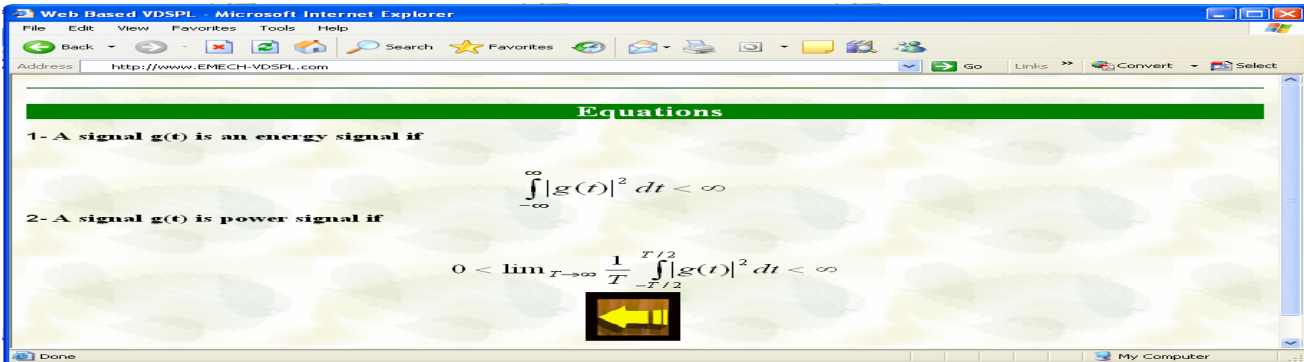 Web Based VDSPL - Microsoft Internet Explorer
File Edit View Favorites Tools Help
Back Search Favorites
Address http://www.EMECH-VDSPL.com Go Links » Convert Select
Equations
1- A signal g(t) is an energy signal if
∫_{-∞}^{∞} |g(t)|² dt < ∞
2- A signal g(t) is power signal if
0 < lim_{T→∞} 1/T ∫_{-T/2}^{T/2} |g(t)|² dt < ∞
Done My Computer